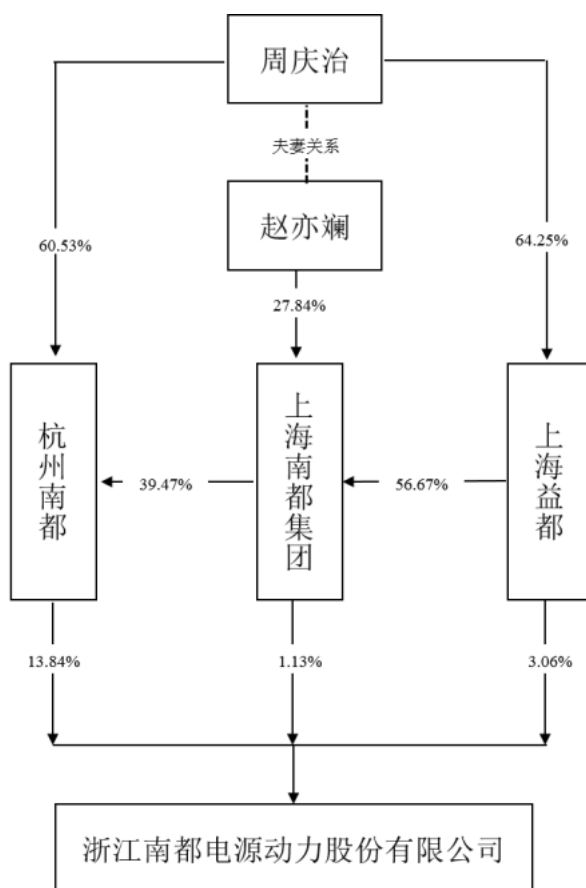 周庆治
夫妻关系
赵亦斓
60.53%
64.25%
27.84%
杭州南都
上海南都集团
上海益都
39.47%
56.67%
13.84%
1.13%
3.06%
浙江南都电源动力股份有限公司